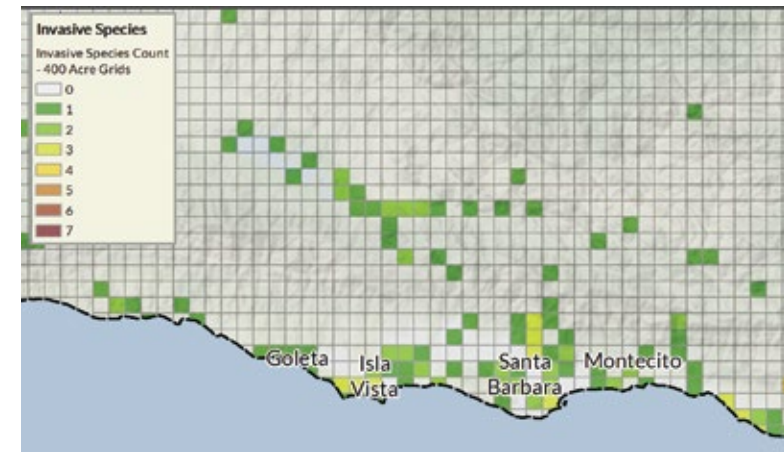 Invasive Species
Invasive Species Count
- 400 Acre Grids
0
1
2
3
4
5
6
7
Goleta
Isla
Vista
Santa
Barbara
Montecito